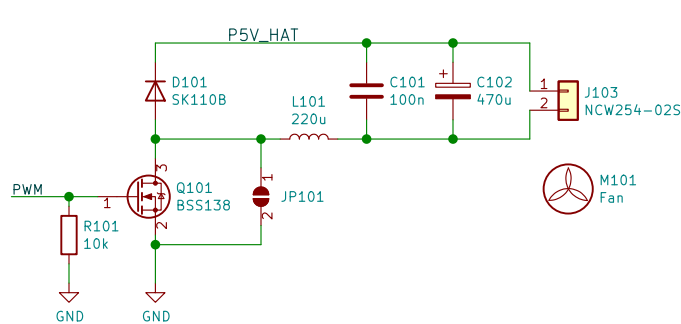 P5V_HAT
D101
SK110B
C101
100n
+
C102
470u
1
2
J103
NCW254-02S
L101
220u
3
1
2
Q101
BSS138
1
2
JP101
M101
Fan
PWM
R101
10k
GND
GND